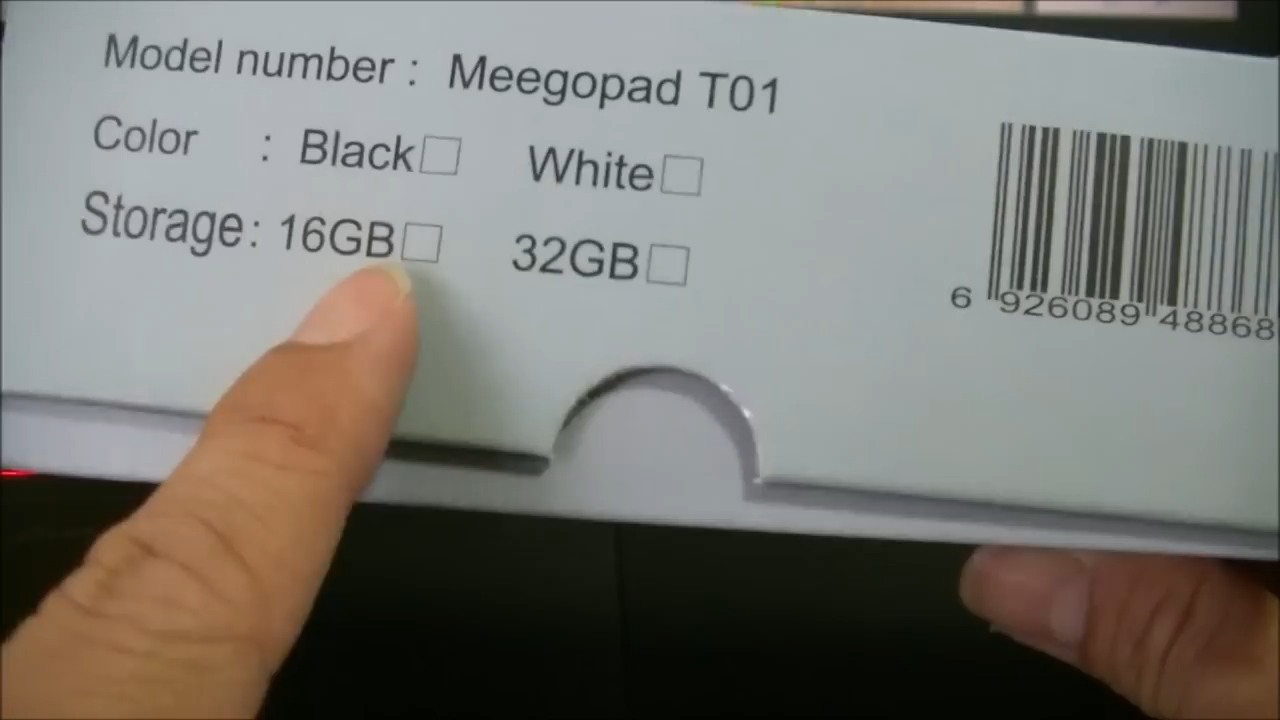 Model number : Meegopad T01
Color : Black☐ White☐
Storage: 16GB☐ 32GB☐
6 926089 48868